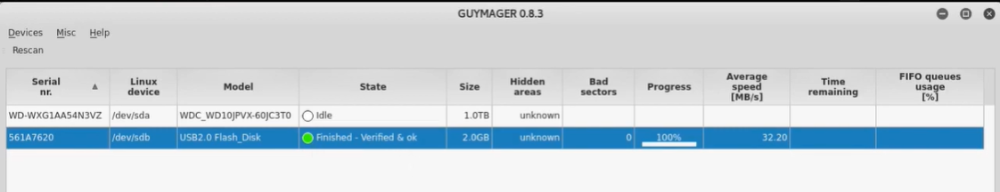 GUYMAGER 0.8.3
Devices Misc Help
Rescan
Serial nr. Linux device Model State Size Hidden areas Bad sectors Progress Average speed [MB/s] Time remaining FIFO queues usage [%]
WD-WXG1AA54N3VZ /dev/sda WDC_WD10JPVX-60JC3T0 Idle 1.0TB unknown
561A7620 /dev/sdb USB2.0 Flash_Disk Finished - Verified & ok 2.0GB unknown 0 100% 32.20